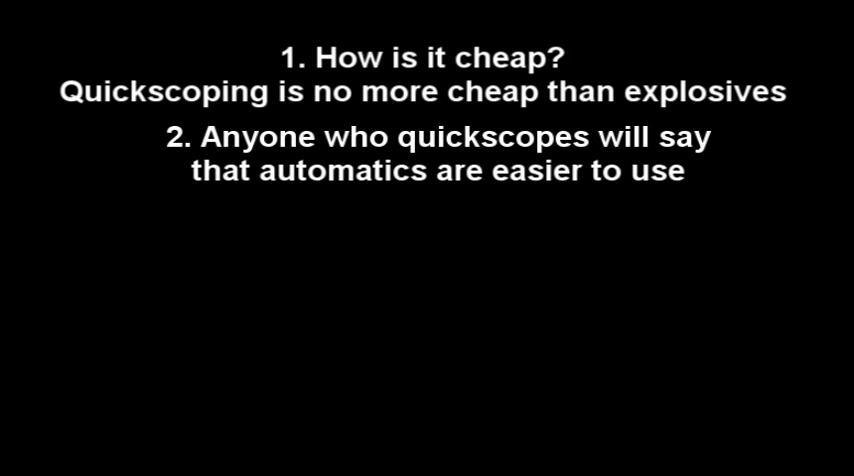 1. How is it cheap?
Quickscoping is no more cheap than explosives
2. Anyone who quickscopes will say
that automatics are easier to use